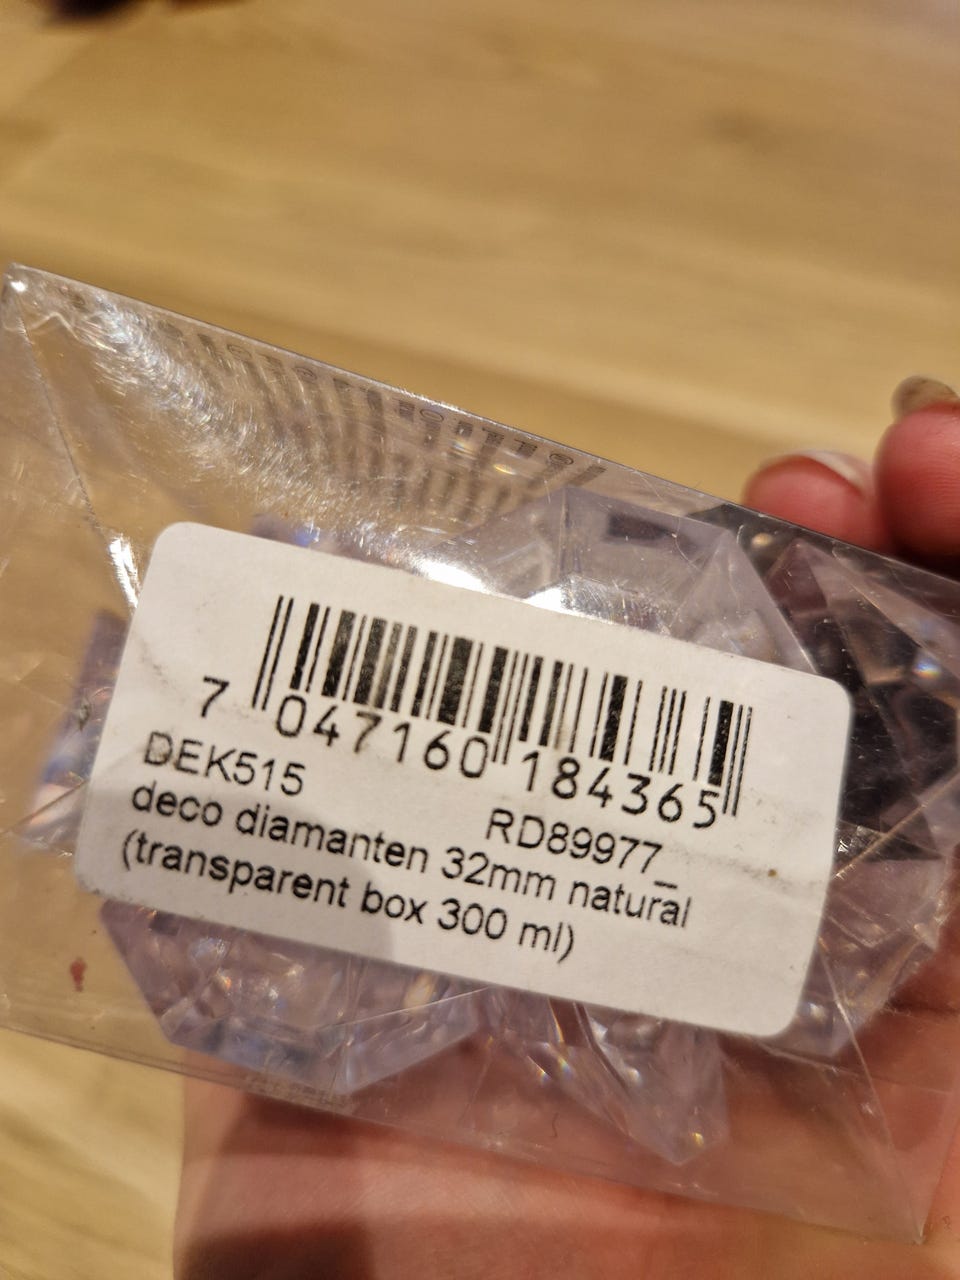 7 047160 184365
DEK515 RD89977_
deco diamanten 32mm natural
(transparent box 300 ml)